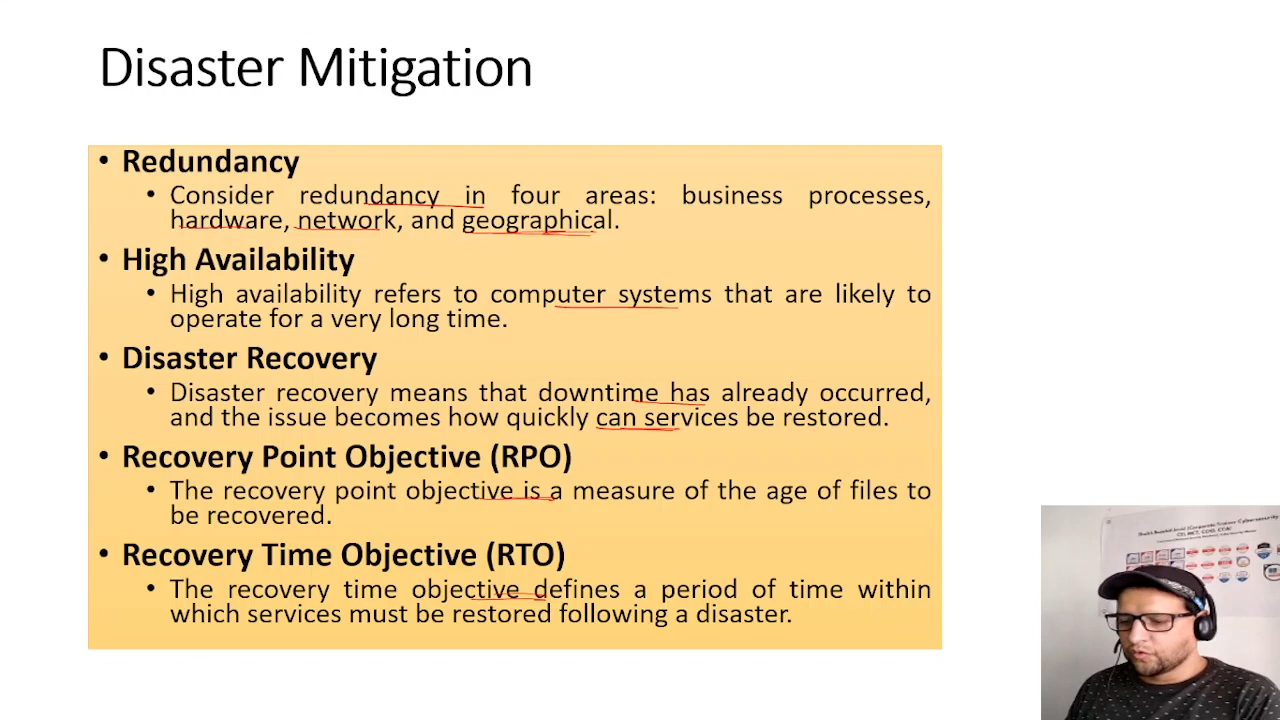 Disaster Mitigation
• Redundancy
• Consider redundancy in four areas: business processes,
hardware, network, and geographical.
• High Availability
• High availability refers to computer systems that are likely to
operate for a very long time.
• Disaster Recovery
• Disaster recovery means that downtime has already occurred,
and the issue becomes how quickly can services be restored.
• Recovery Point Objective (RPO)
• The recovery point objective is a measure of the age of files to
be recovered.
• Recovery Time Objective (RTO)
• The recovery time objective defines a period of time within
which services must be restored following a disaster.